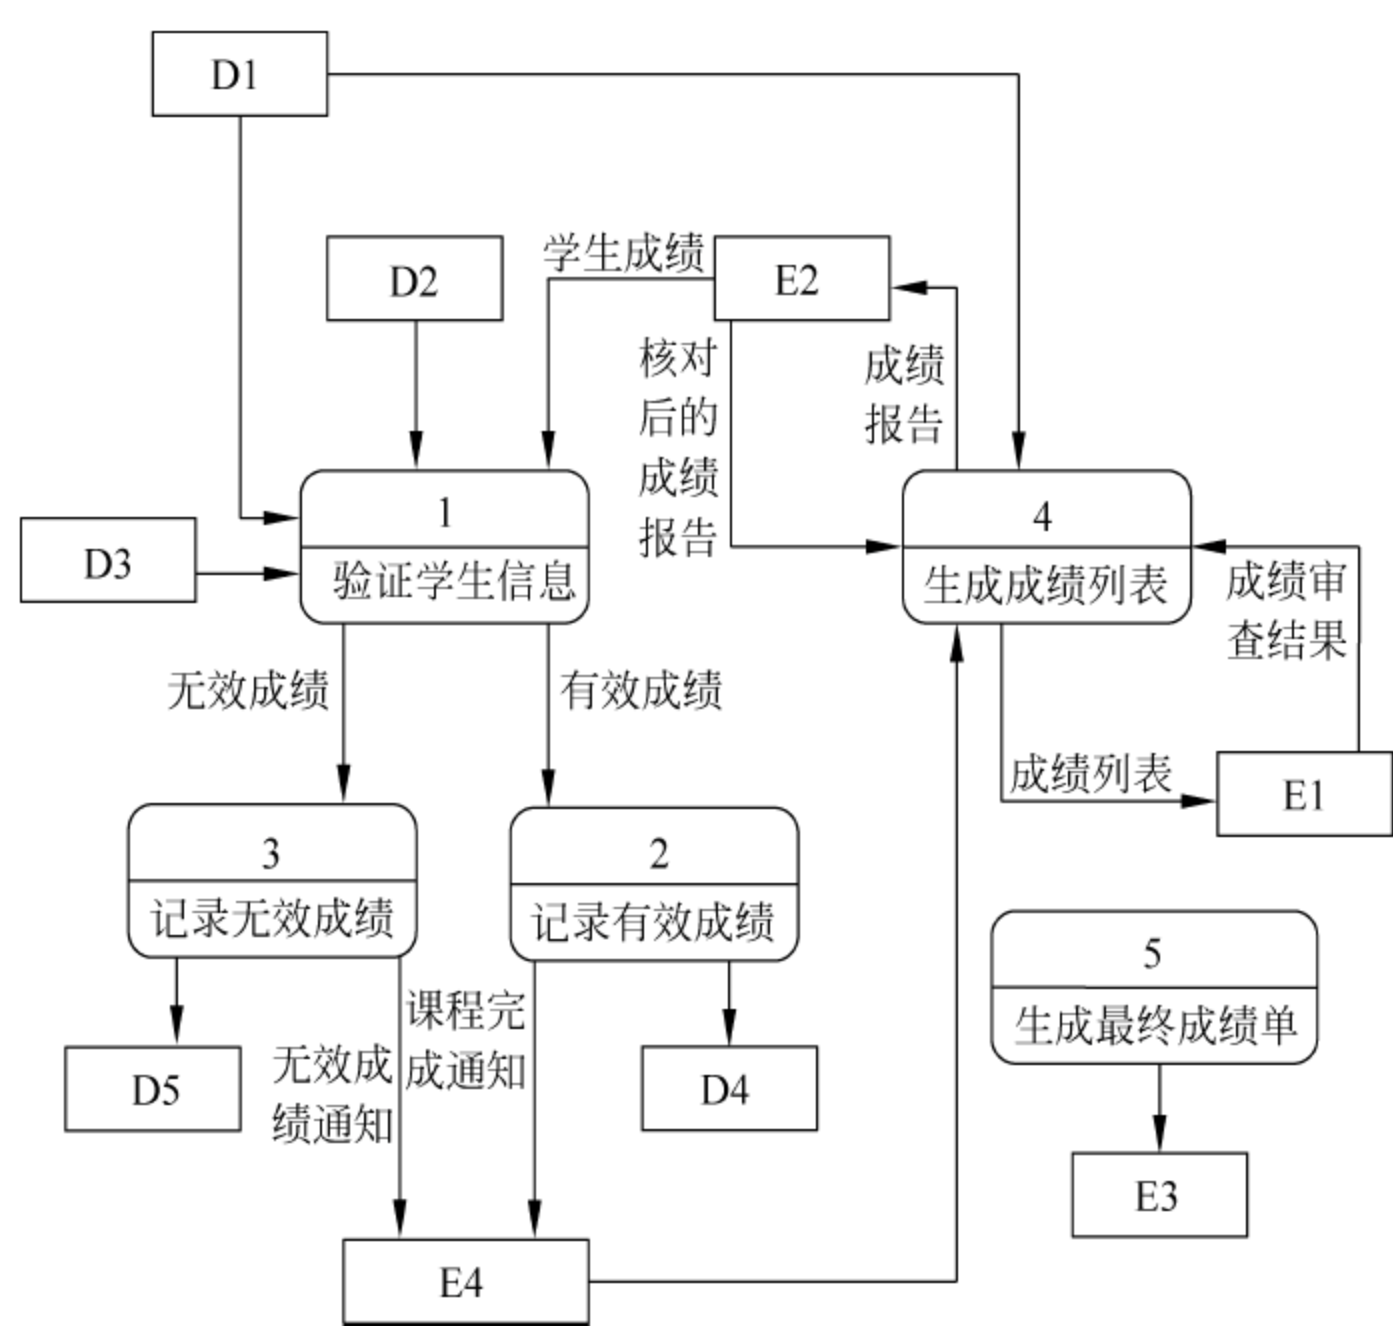 D1
D2
学生成绩
E2
核对
后的
成绩
报告
成绩
报告
D3
1
验证学生信息
4
生成成绩列表
成绩审
查结果
无效成绩
有效成绩
成绩列表
E1
3
记录无效成绩
2
记录有效成绩
5
生成最终成绩单
课程完
成通知
无效成
绩通知
D5
D4
E3
E4